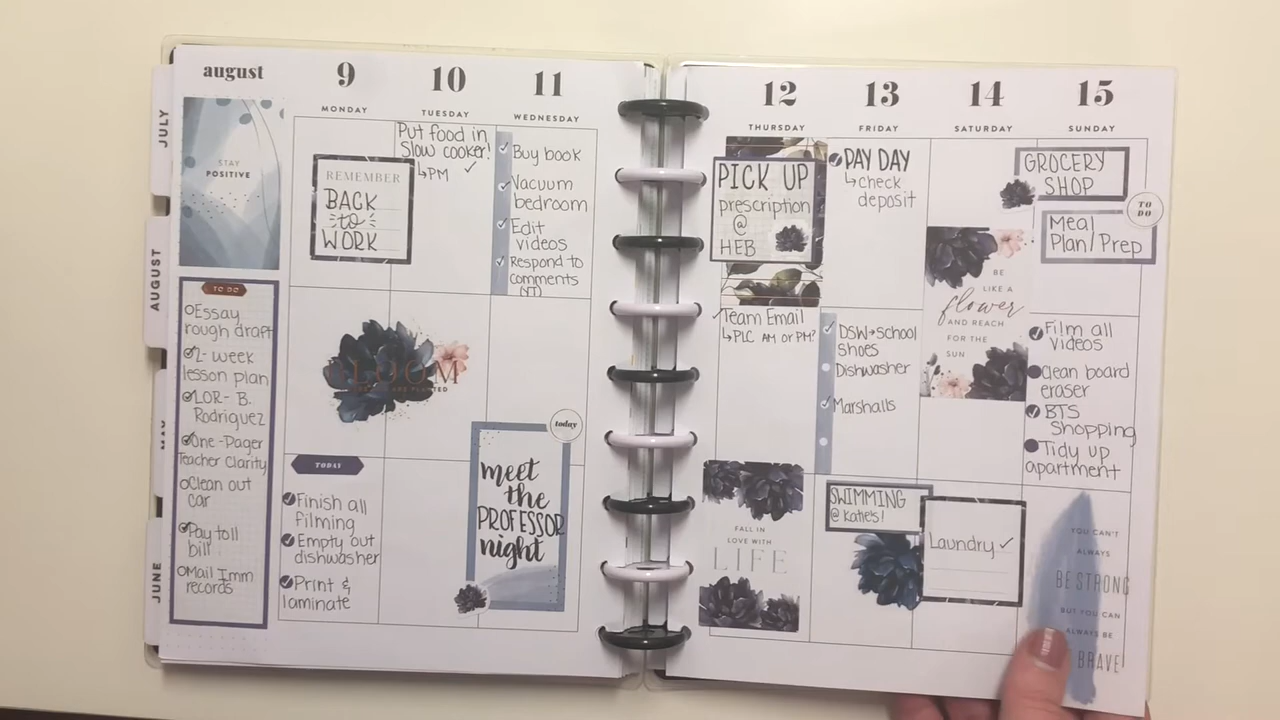 JULY
AUGUST
JUNE
august
STAY
POSITIVE
TO DO
Essay
rough draft
2-week
lesson plan
LOR- B.
Rodriguez
One-Pager
Teacher Clarity
Clean out
car
Pay toll
bill
Mail Imm
records
9
MONDAY
REMEMBER
BACK
to
WORK
BLOOM
TODAY
Finish all
filming
Empty out
dishwasher
Print &
laminate
10
TUESDAY
Put food in
Slow cooker!
↳PM ✓
11
WEDNESDAY
Buy book
Vacuum
bedroom
Edit
videos
Respond to
comments
(YT)
today
meet
the
PROFESSOR
night
12
THURSDAY
PICK UP
prescription
@
HEB
Team Email
↳PLC AM or PM?
FALL IN
LOVE WITH
LIFE
13
FRIDAY
PAY DAY
↳check
deposit
DSW→School
shoes
Dishwasher
Marshalls
SWIMMING
@ Katie's!
14
SATURDAY
BE
LIKE A
flower
AND REACH
FOR THE
SUN
Laundry ✓
15
SUNDAY
GROCERY
SHOP
TO
DO
Meal
Plan/Prep
Film all
videos
Clean board
eraser
BTS
Shopping
Tidy up
apartment
YOU CAN'T
ALWAYS
BE STRONG
BUT YOU CAN
ALWAYS BE
BRAVE